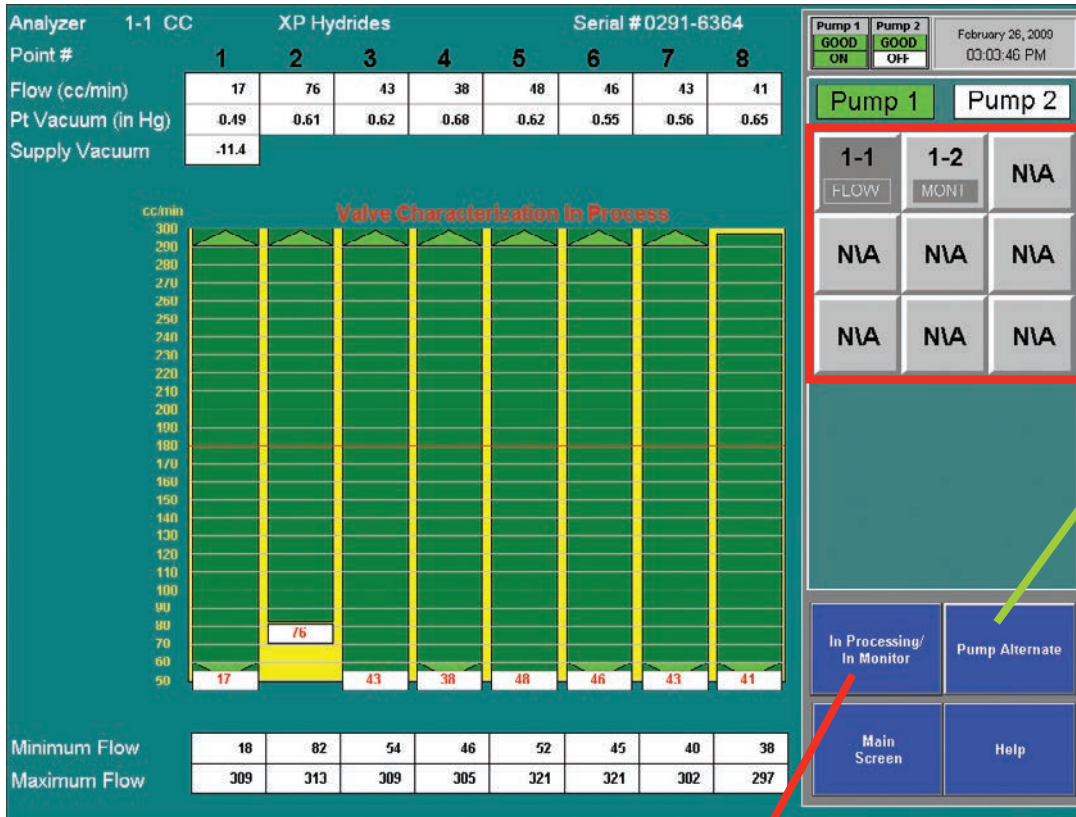 Analyzer 1-1 CC XP Hydrides Serial # 0291-6364
Point # 1 2 3 4 5 6 7 8
Flow (cc/min) 17 76 43 38 48 46 43 41
Pt Vacuum (in Hg) -0.49 -0.61 -0.62 -0.68 -0.62 -0.55 -0.56 -0.65
Supply Vacuum -11.4
Valve Characterization In Process
cc/min
300
290
280
270
260
250
240
230
220
210
200
190
180
170
160
150
140
130
120
110
100
90
80
70
60
50
76
17 43 38 48 46 43 41
Minimum Flow 18 82 54 46 52 45 40 38
Maximum Flow 309 313 309 305 321 321 302 297
Pump 1 Pump 2
GOOD GOOD
ON OFF
February 26, 2009
03:03:46 PM
Pump 1 Pump 2
1-1 1-2 N\A
FLOW MONT
N\A N\A N\A
N\A N\A N\A
In Processing/
In Monitor
Pump Alternate
Main
Screen
Help